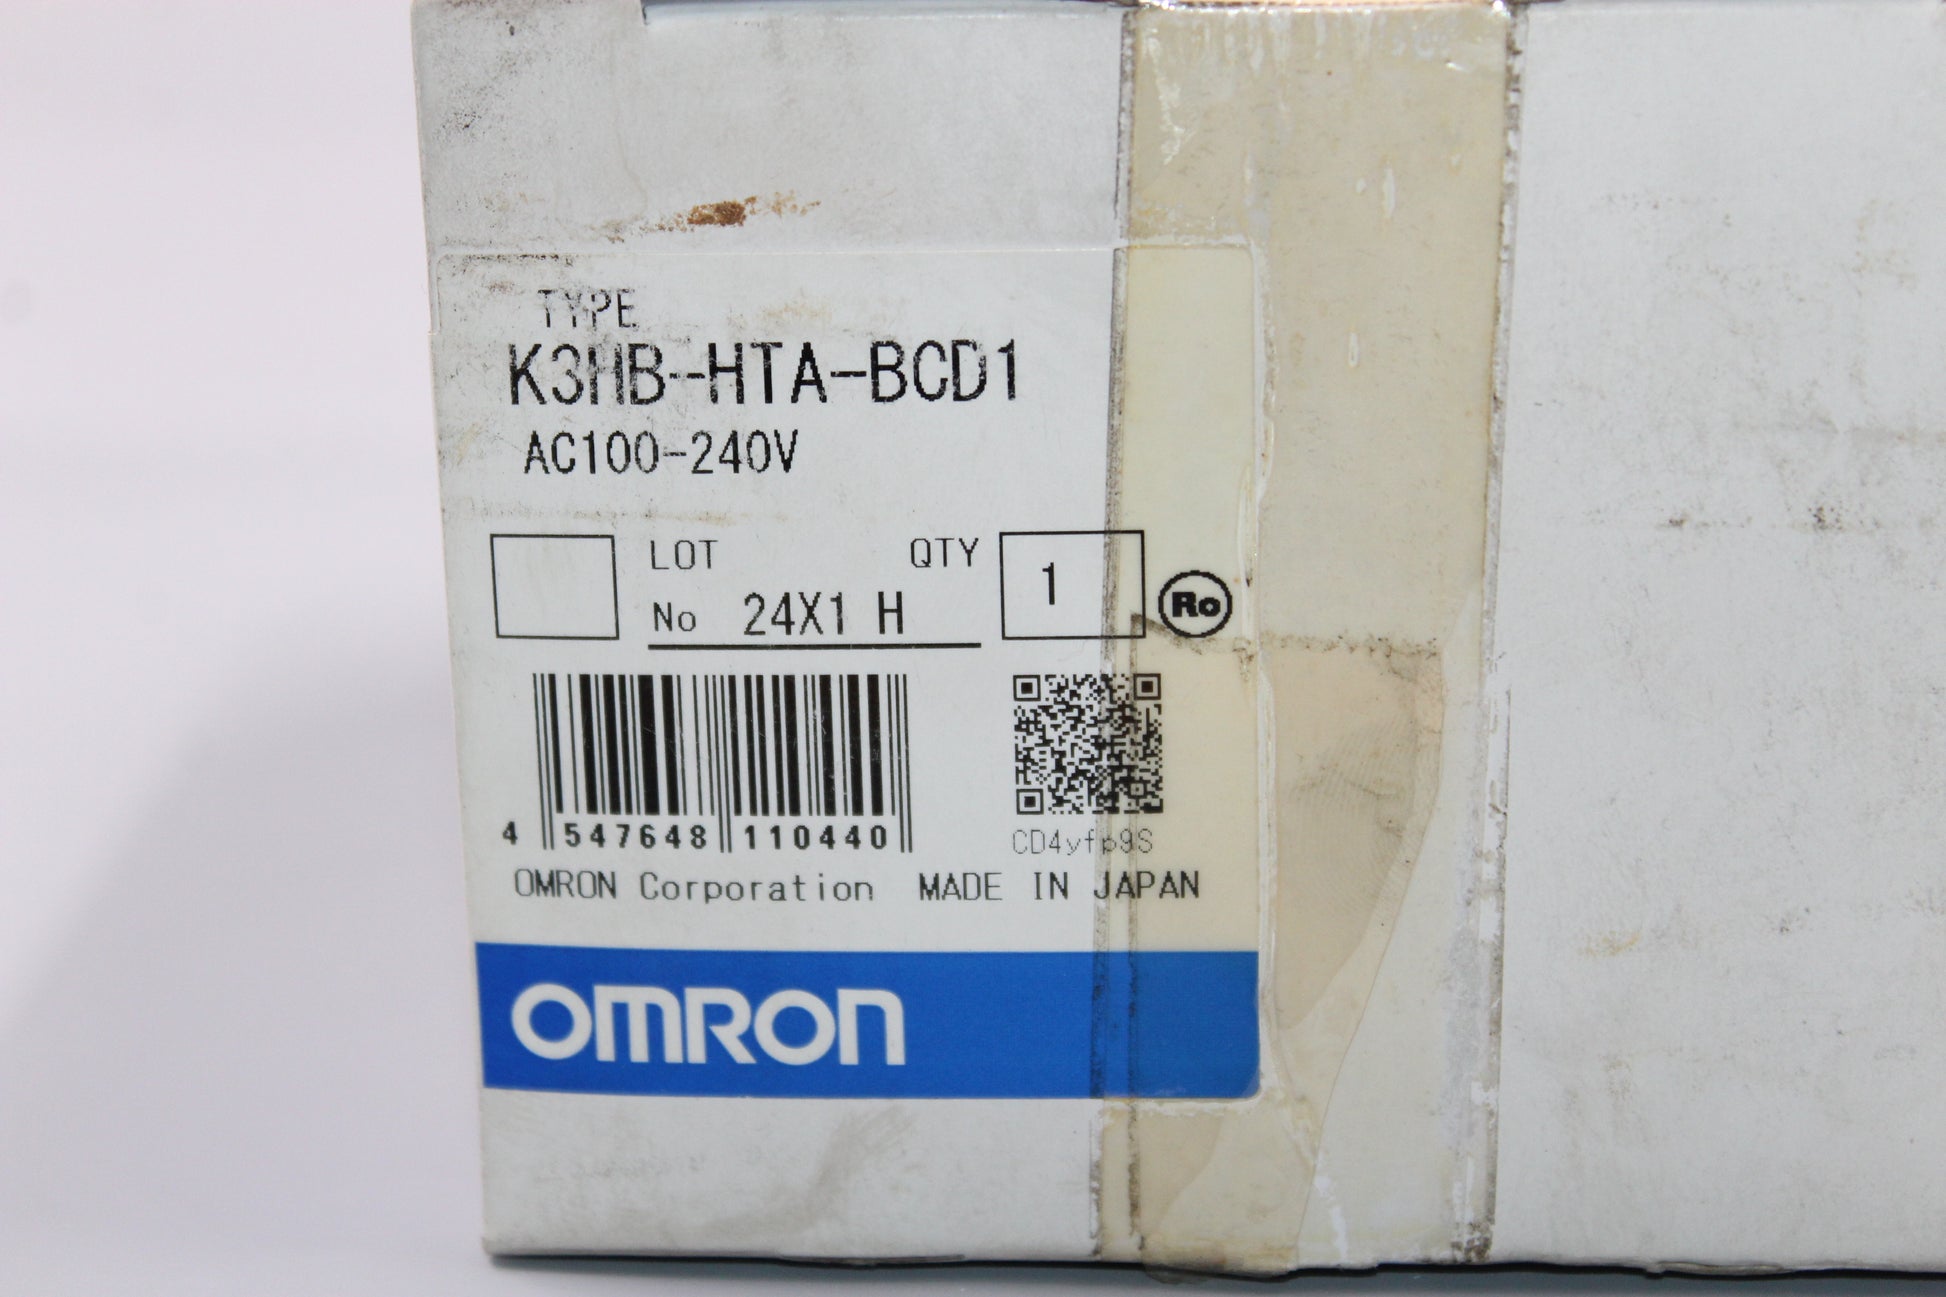 TYPE
K3HB-HTA-BCD1
AC100-240V
LOT QTY 1
No 24X1 H
Ro
4 547648 110440
CD4yfp9S
OMRON Corporation MADE IN JAPAN
OMRON